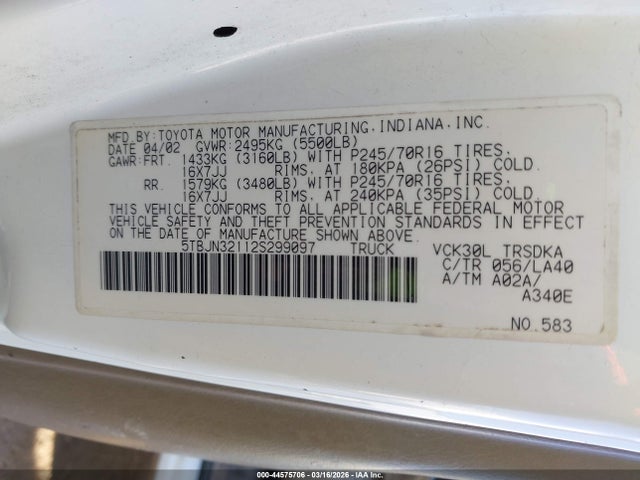 MFD.BY:TOYOTA MOTOR MANUFACTURING,INDIANA,INC.
DATE 04/02 GVWR:2495KG (5500LB)
GAWR:FRT. 1433KG (3160LB) WITH P245/70R16 TIRES,
16X7JJ RIMS, AT 180KPA (26PSI) COLD.
RR. 1579KG (3480LB) WITH P245/70R16 TIRES,
16X7JJ RIMS, AT 240KPA (35PSI) COLD.
THIS VEHICLE CONFORMS TO ALL APPLICABLE FEDERAL MOTOR
VEHICLE SAFETY AND THEFT PREVENTION STANDARDS IN EFFECT
ON THE DATE OF MANUFACTURE SHOWN ABOVE.
5TBJN32112S299097 TRUCK VCK30L TRSDKA
C/TR 056/LA40
A/TM A02A/
A340E
NO.583
000-44575706 - 03/16/2026 - IAA Inc.